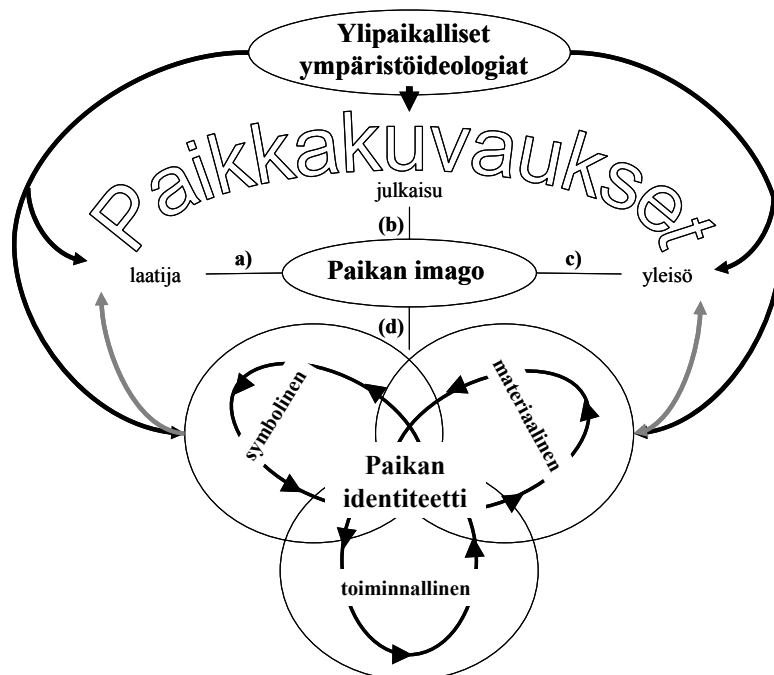 Ylipaikalliset
ympäristöideologiat
Paikkakuvaukset
julkaisu
(b)
laatija
a)
Paikan imago
c)
yleisö
(d)
symbolinen
materiaalinen
Paikan
identiteetti
toiminnallinen